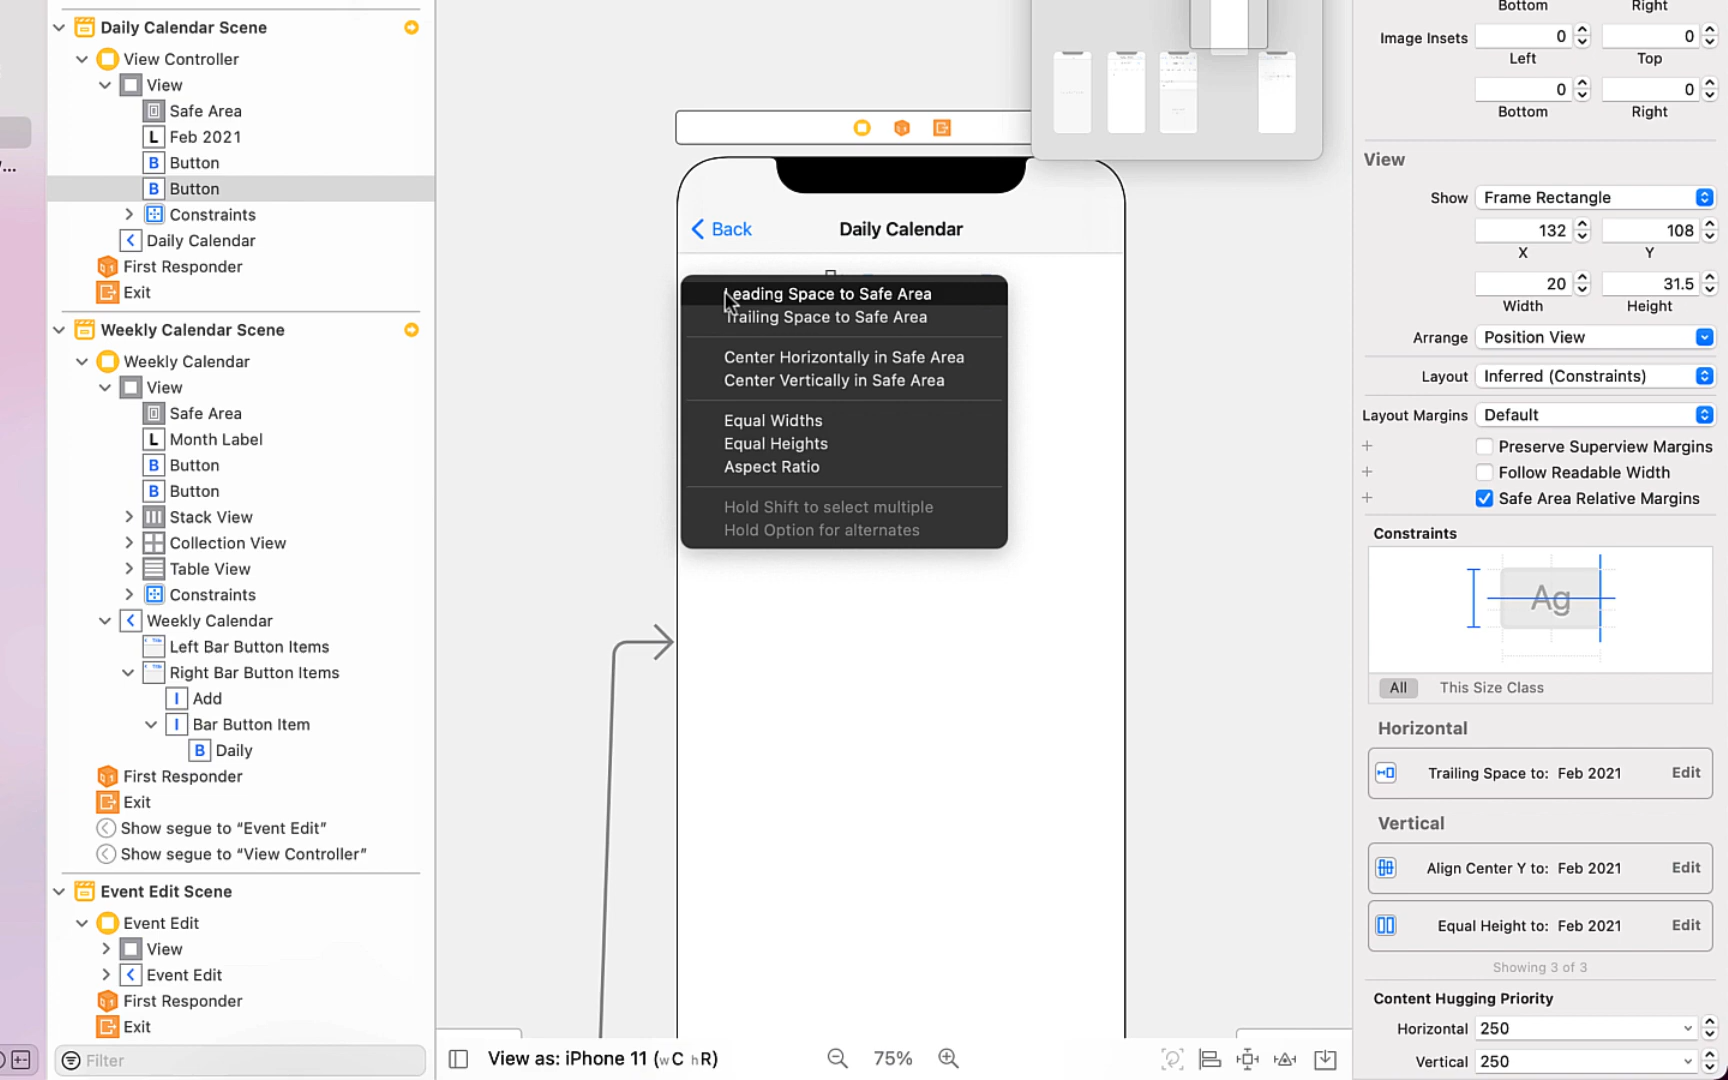 Daily Calendar Scene
View Controller
View
Safe Area
L Feb 2021
B Button
B Button
Constraints
Daily Calendar
First Responder
Exit
Weekly Calendar Scene
Weekly Calendar
View
Safe Area
L Month Label
B Button
B Button
Stack View
Collection View
Table View
Constraints
Weekly Calendar
Left Bar Button Items
Right Bar Button Items
I Add
I Bar Button Item
B Daily
First Responder
Exit
Show segue to “Event Edit”
Show segue to “View Controller”
Event Edit Scene
Event Edit
View
Event Edit
First Responder
Exit
Filter
Back Daily Calendar
Leading Space to Safe Area
Trailing Space to Safe Area
Center Horizontally in Safe Area
Center Vertically in Safe Area
Equal Widths
Equal Heights
Aspect Ratio
Hold Shift to select multiple
Hold Option for alternates
View as: iPhone 11 (wC hR)
75%
Bottom Right
Image Insets 0 0
Left Top
0 0
Bottom Right
View
Show Frame Rectangle
132 108
X Y
20 31.5
Width Height
Arrange Position View
Layout Inferred (Constraints)
Layout Margins Default
Preserve Superview Margins
Follow Readable Width
Safe Area Relative Margins
Constraints
Ag
All This Size Class
Horizontal
Trailing Space to: Feb 2021 Edit
Vertical
Align Center Y to: Feb 2021 Edit
Equal Height to: Feb 2021 Edit
Showing 3 of 3
Content Hugging Priority
Horizontal 250
Vertical 250